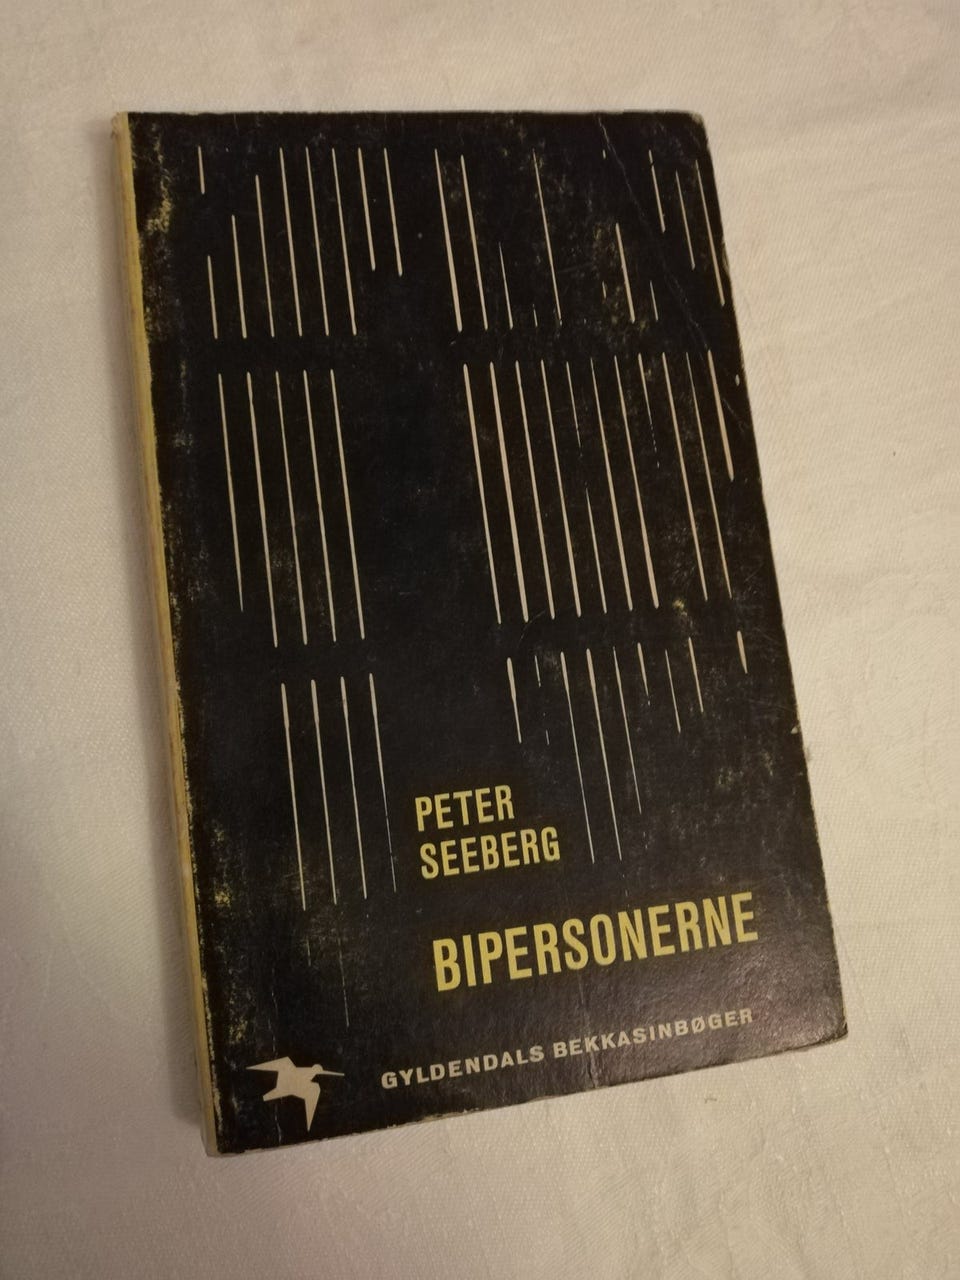 PETER
SEEBERG
BIPERSONERNE
GYLDENDALS BEKKASINBØGER